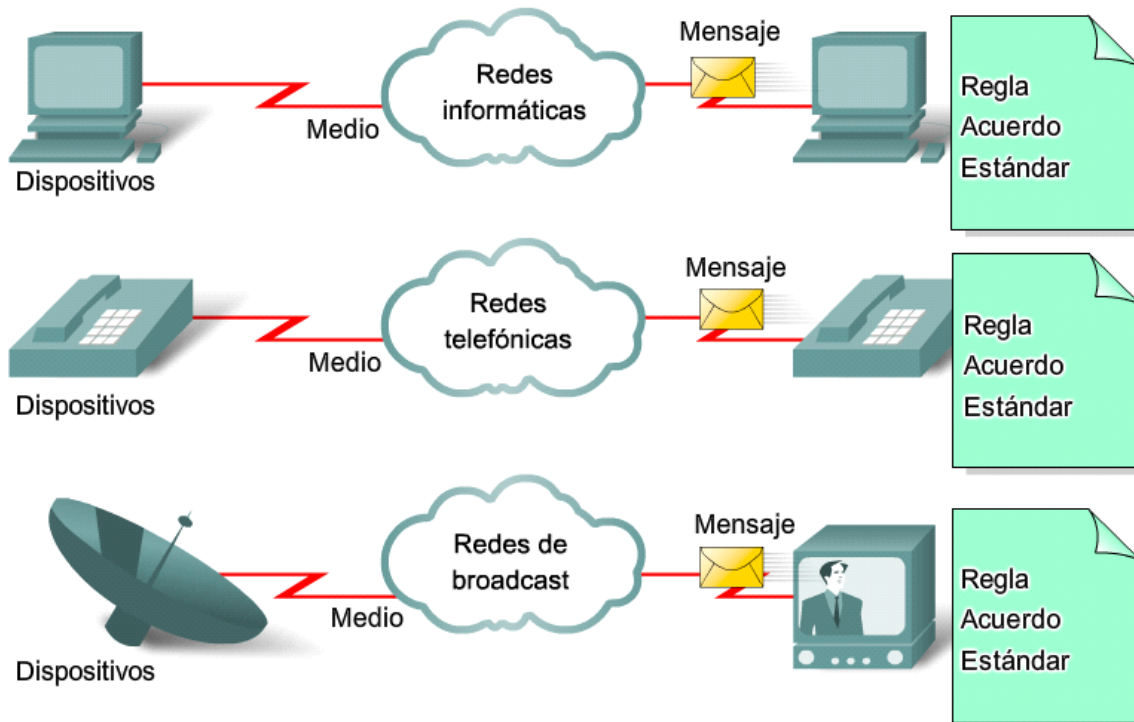 Mensaje
Redes
informáticas
Medio
Dispositivos
Regla
Acuerdo
Estándar
Mensaje
Redes
telefónicas
Medio
Dispositivos
Regla
Acuerdo
Estándar
Mensaje
Redes de
broadcast
Medio
Dispositivos
Regla
Acuerdo
Estándar